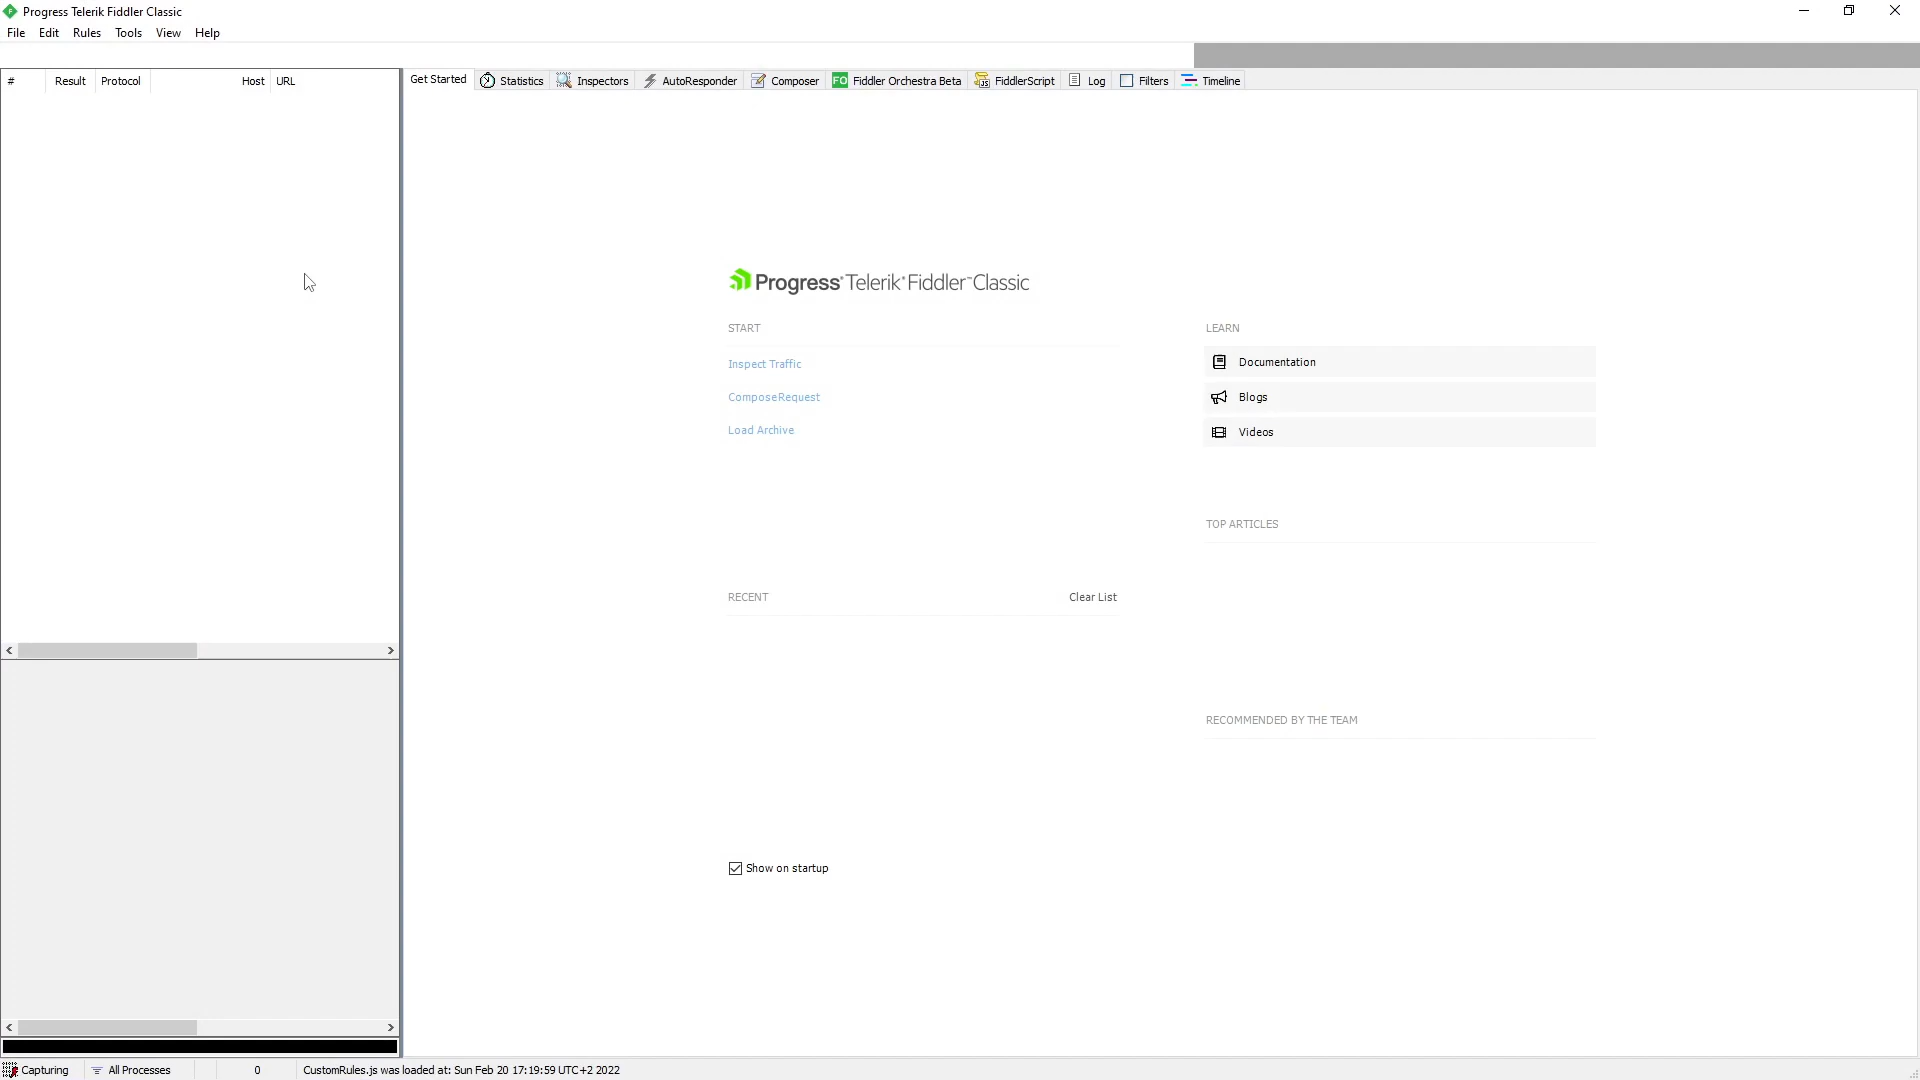 Progress Telerik Fiddler Classic
File Edit Rules Tools View Help
# Result Protocol Host URL
Get Started Statistics Inspectors AutoResponder Composer FO Fiddler Orchestra Beta FiddlerScript Log Filters Timeline
Progress® Telerik® Fiddler™ Classic
START
Inspect Traffic
Compose Request
Load Archive
RECENT Clear List
Show on startup
LEARN
Documentation
Blogs
Videos
TOP ARTICLES
RECOMMENDED BY THE TEAM
Capturing All Processes 0 CustomRules.js was loaded at: Sun Feb 20 17:19:59 UTC+2 2022